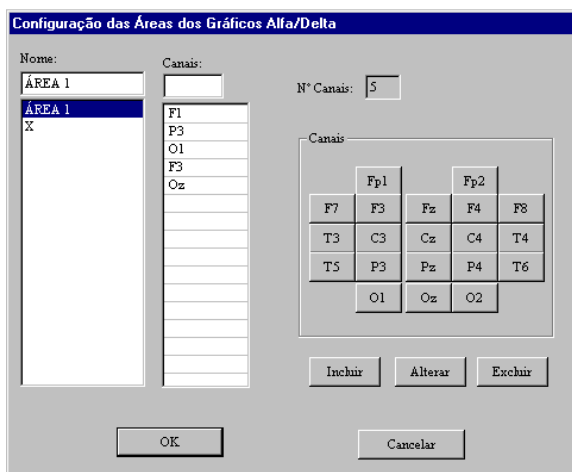 Configuração das Áreas dos Gráficos Alfa/Delta
Nome:
Canais:
ÁREA 1
Nº Canais: 5
ÁREA 1
X
F1
P3
O1
F3
Oz
Canais
Fp1 Fp2
F7 F3 Fz F4 F8
T3 C3 Cz C4 T4
T5 P3 Pz P4 T6
O1 Oz O2
Incluir Alterar Excluir
OK Cancelar